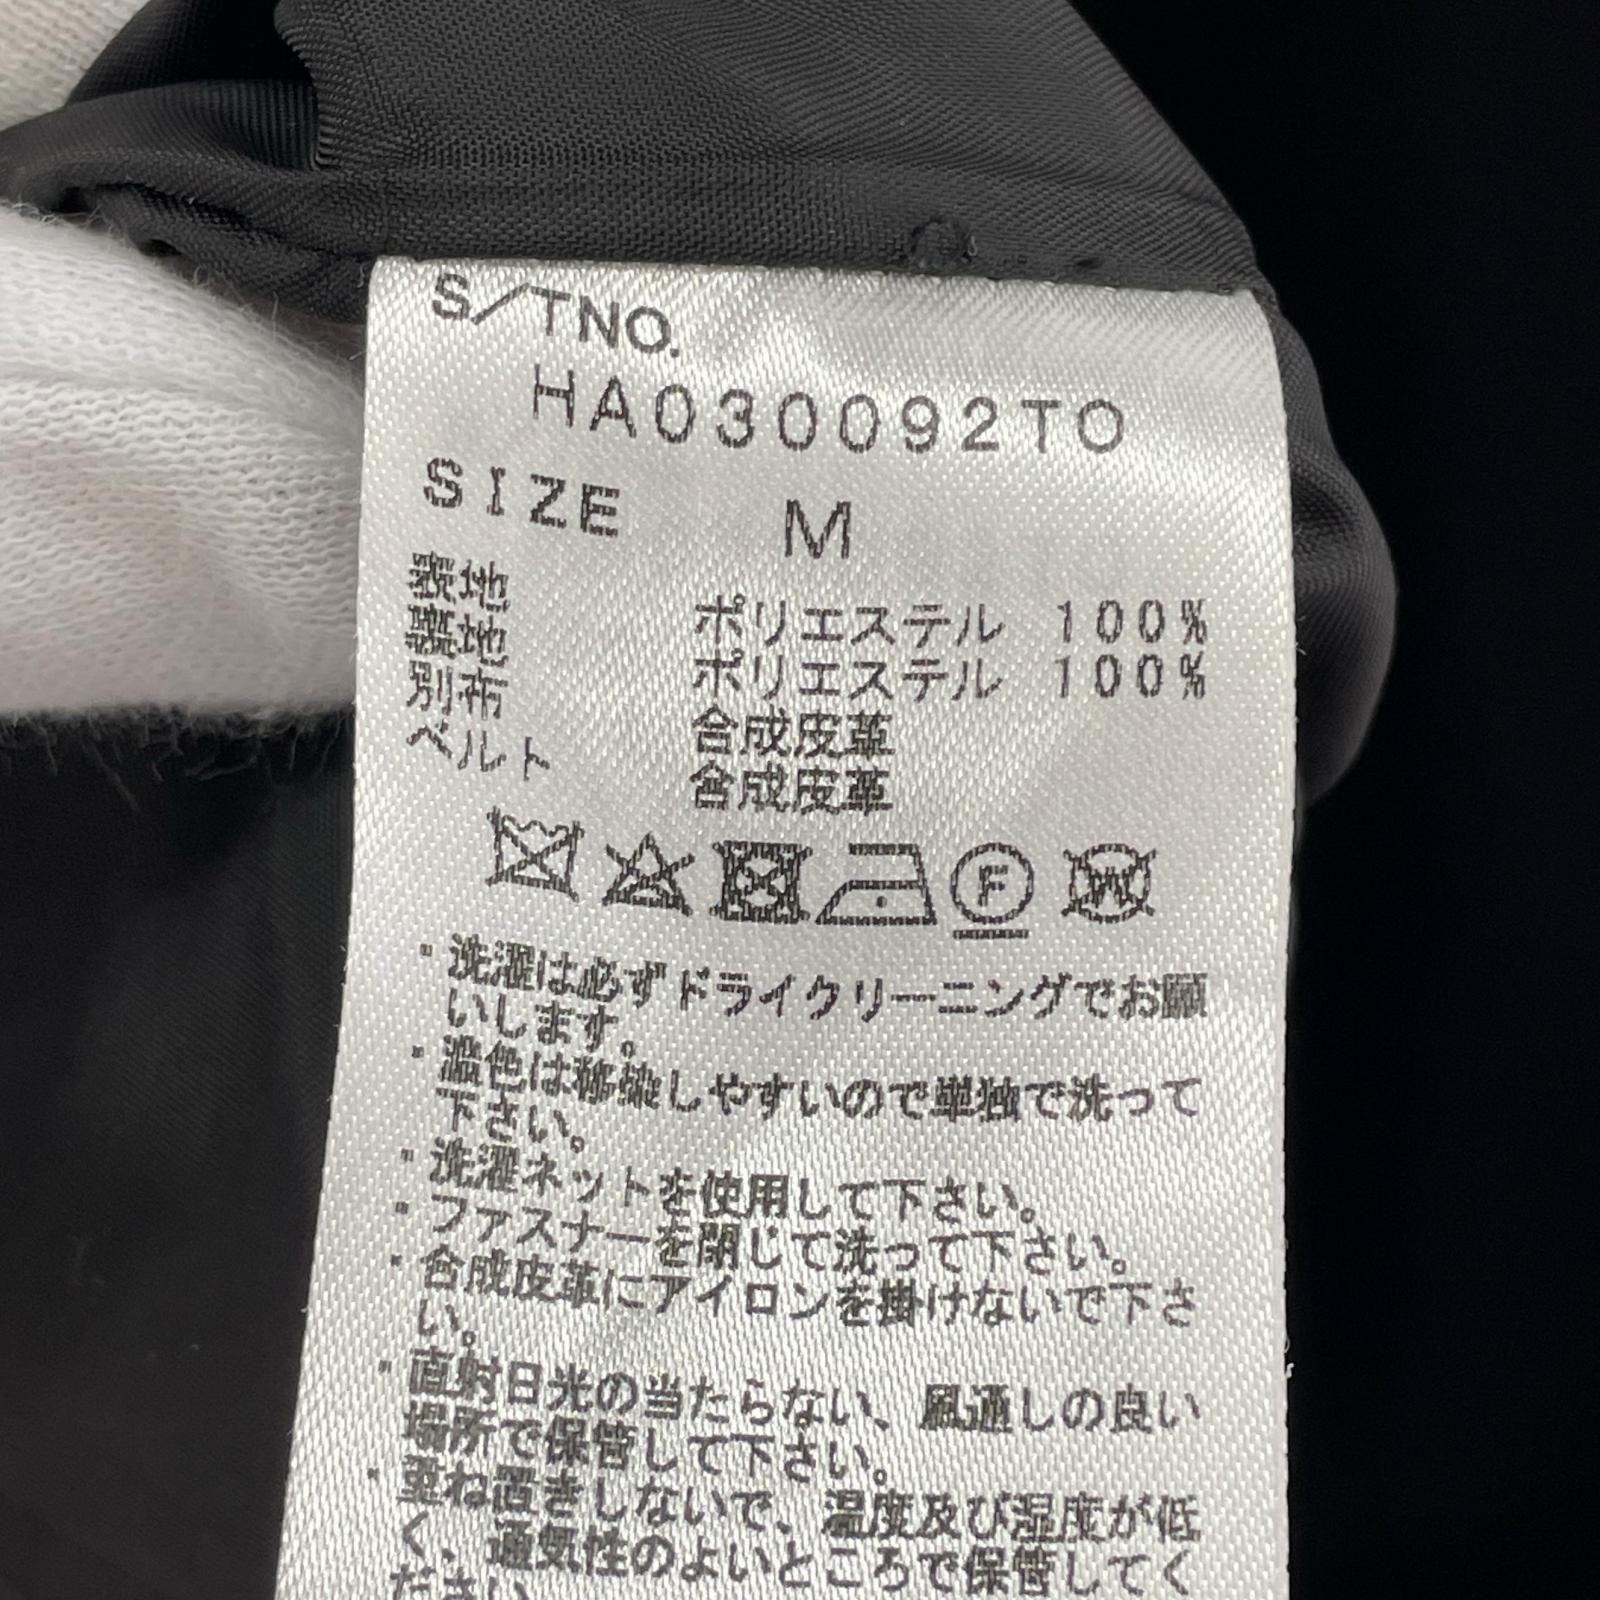 S/TNO.
HA030092TO
SIZE M
表地 ポリエステル 100%
裏地 ポリエステル 100%
別布 合成皮革
ベルト 合成皮革
F W
・洗濯は必ずドライクリーニングでお願
いします。
・濃色は移染しやすいので単独で洗って
下さい。
・洗濯ネットを使用して下さい。
・ファスナーを閉じて洗って下さい。
・合成皮革にアイロンを掛けないで下さ
い。
・直射日光の当たらない、風通しの良い
場所で保管して下さい。
・重ね置きしないで、温度及び湿度が低
く、通気性のよいところで保管してく
ださい